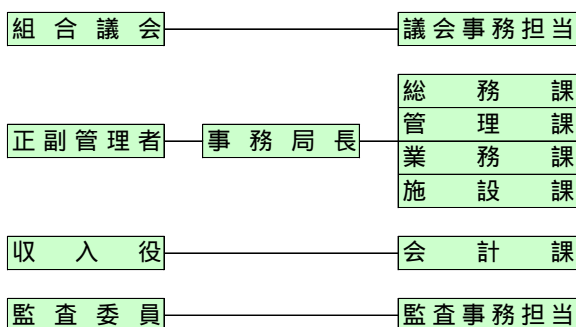 組合議会 議会事務担当
総務課
管理課
正副管理者 事務局長
業務課
施設課
収入役 会計課
監査委員 監査事務担当